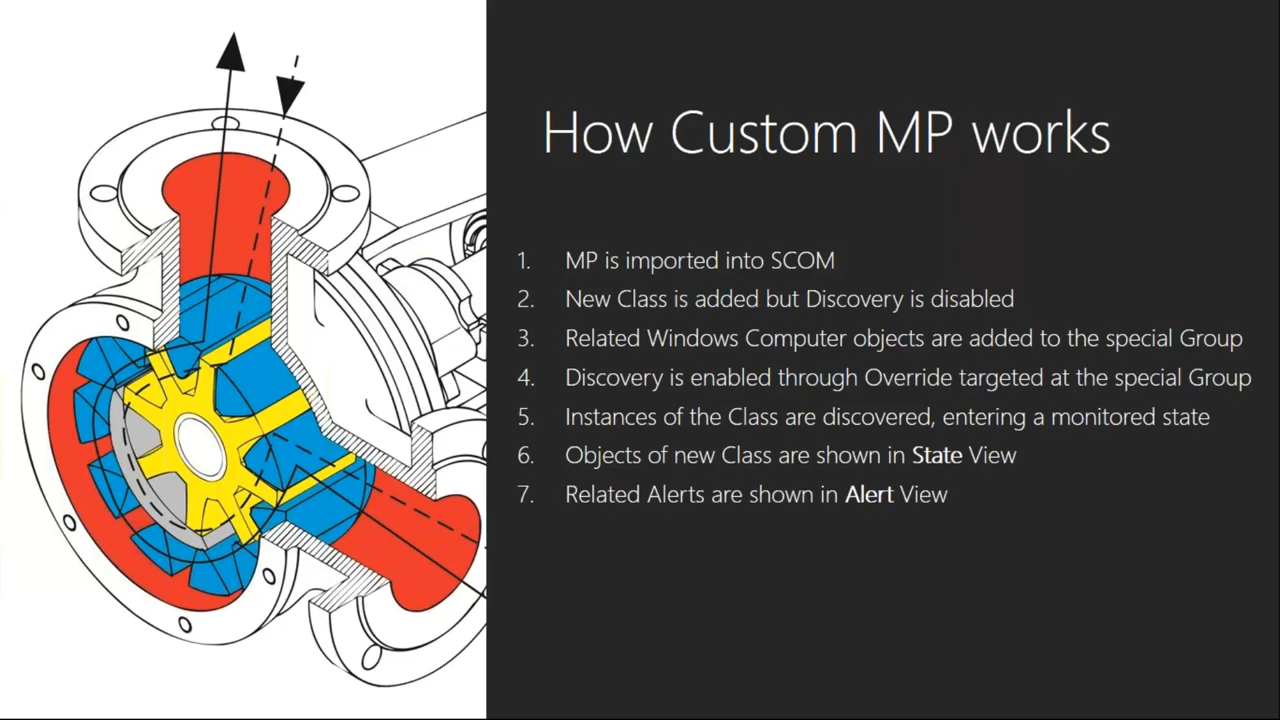 How Custom MP works
1. MP is imported into SCOM
2. New Class is added but Discovery is disabled
3. Related Windows Computer objects are added to the special Group
4. Discovery is enabled through Override targeted at the special Group
5. Instances of the Class are discovered, entering a monitored state
6. Objects of new Class are shown in State View
7. Related Alerts are shown in Alert View